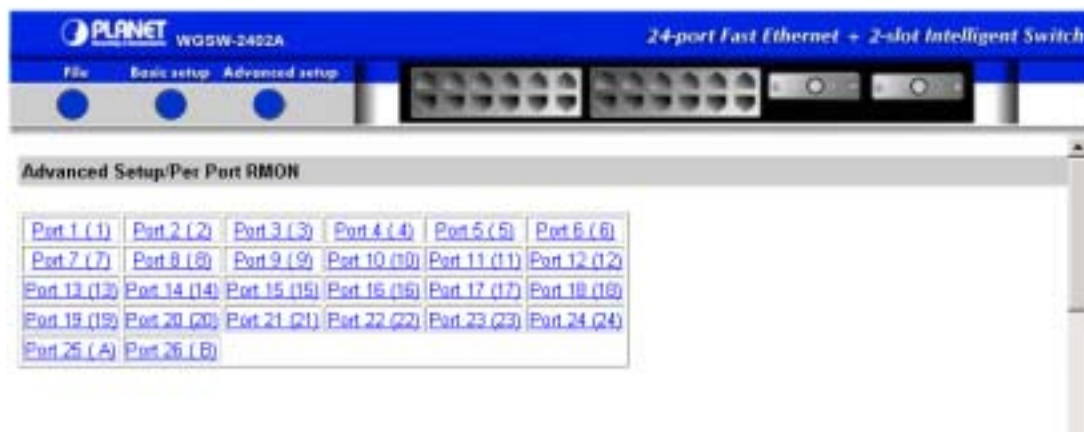 PLANET WGSW-2402A 24-port Fast Ethernet + 2-slot Intelligent Switch
File Basic setup Advanced setup
Advanced Setup/Per Port RMON
Port 1 ( 1) Port 2 ( 2) Port 3 ( 3) Port 4 ( 4) Port 5 ( 5) Port 6 ( 6)
Port 7 ( 7) Port 8 ( 8) Port 9 ( 9) Port 10 (10) Port 11 (11) Port 12 (12)
Port 13 (13) Port 14 (14) Port 15 (15) Port 16 (16) Port 17 (17) Port 18 (18)
Port 19 (19) Port 20 (20) Port 21 (21) Port 22 (22) Port 23 (23) Port 24 (24)
Port 25 ( A) Port 26 ( B)